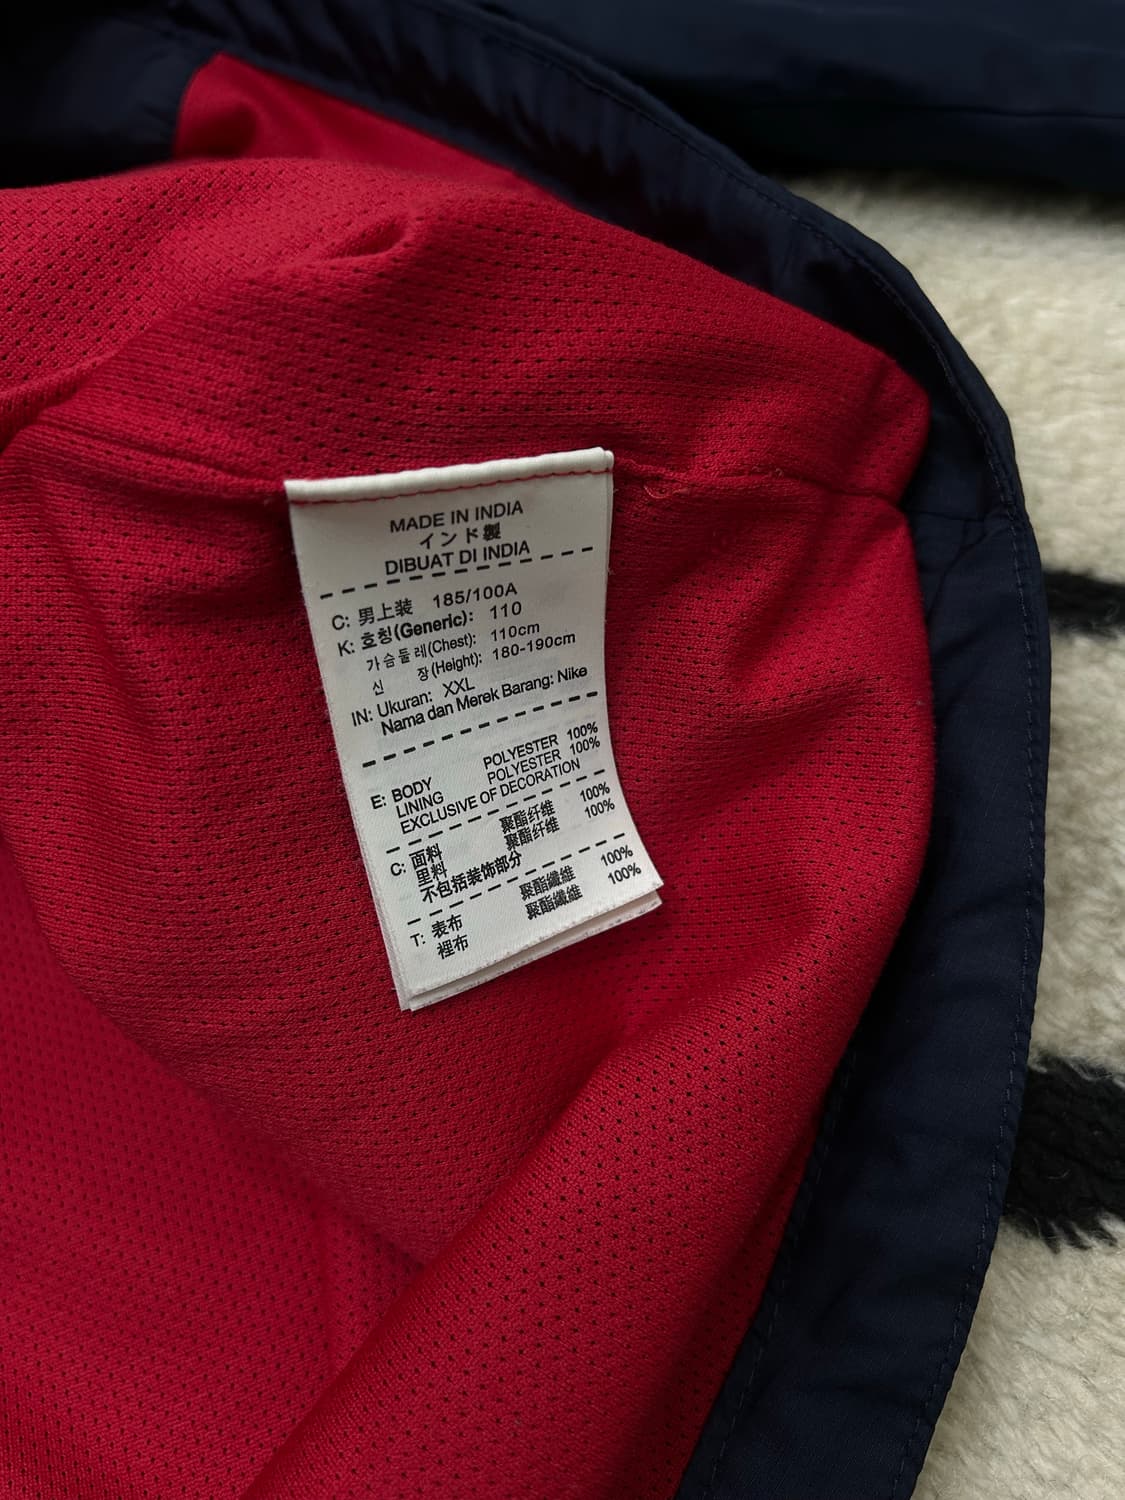 MADE IN INDIA
インド製
DIBUAT DI INDIA
C: 男上装 185/100A
K: 호칭(Generic): 110
가슴둘레(Chest): 110cm
신 장(Height): 180-190cm
IN: Ukuran: XXL
Nama dan Merek Barang: Nike
E: BODY POLYESTER 100%
LINING POLYESTER 100%
EXCLUSIVE OF DECORATION
C: 面料 聚酯纤维 100%
里料 聚酯纤维 100%
不包括装饰部分
T: 表布 聚酯纖維 100%
裡布 聚酯纖維 100%